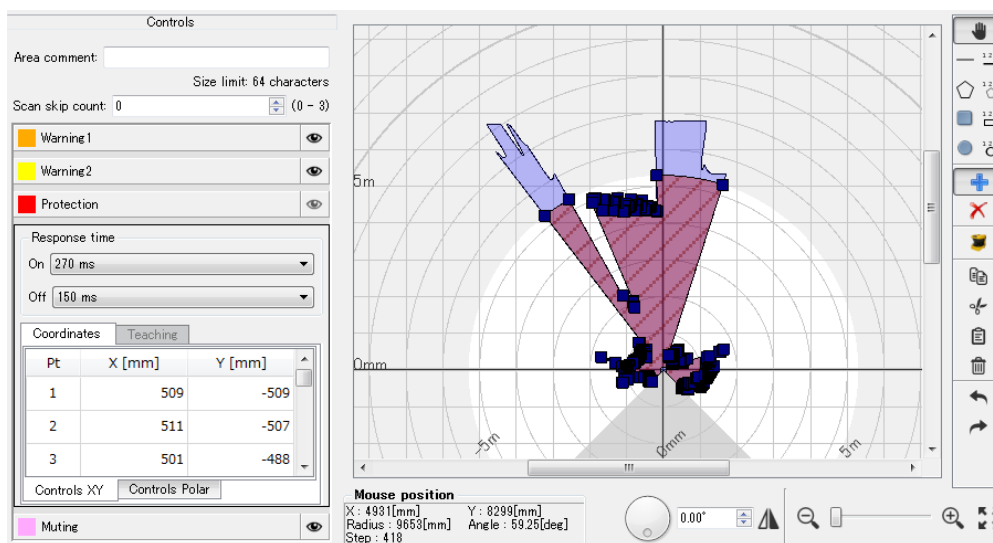 Controls
Area comment:
Size limit: 64 characters
Scan skip count: 0 (0 - 3)
Warning1
Warning2
Protection
Response time
On 270 ms
Off 150 ms
Coordinates Teaching
Pt X [mm] Y [mm]
1 509 -509
2 511 -507
3 501 -488
Controls XY Controls Polar
Muting
5m
0mm
-5m
0mm
5m
Mouse position
X : 4931[mm] Y : 8299[mm]
Radius : 9653[mm] Angle : 59.25[deg]
Step : 418
0.00°